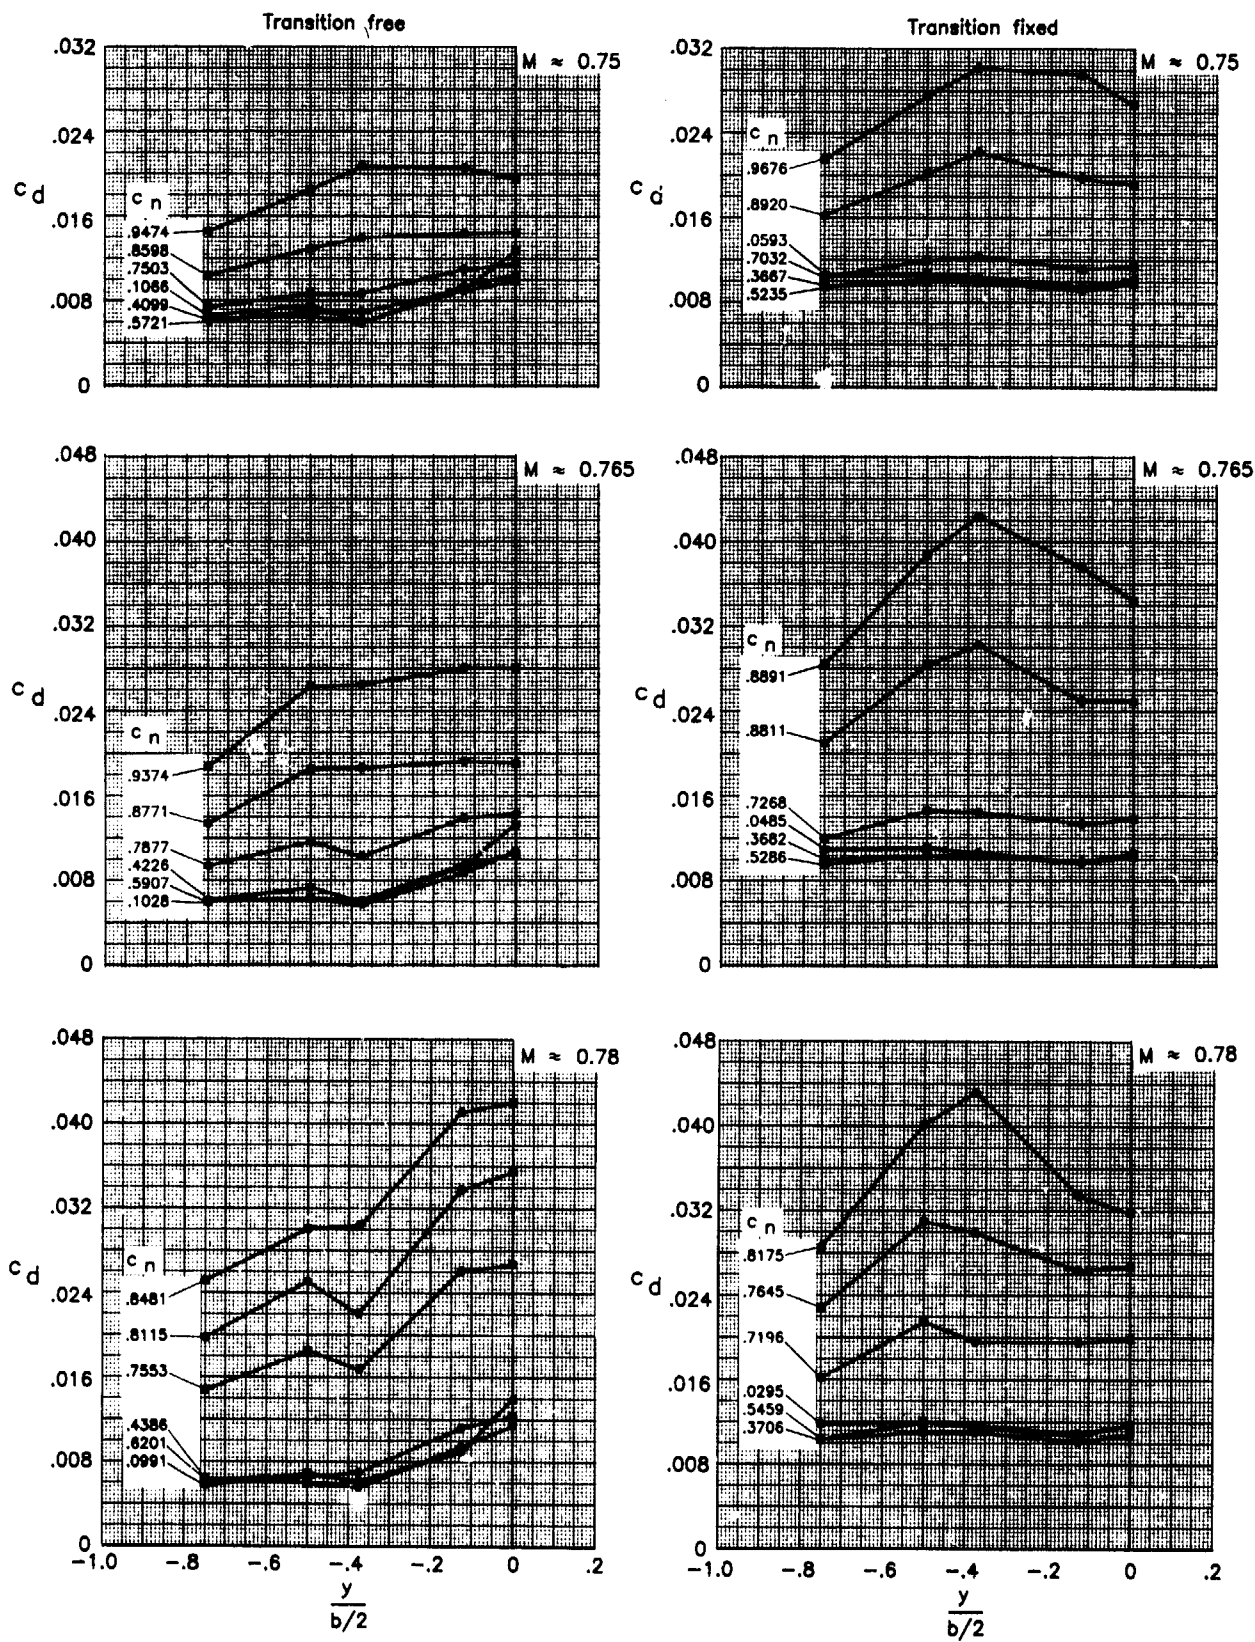 Transition free
Transition fixed
.032
M ≈ 0.75
.024
c d
c n
.016
.9474
.8598
.7503
.1066
.4099
.5721
.008
0
.032
M ≈ 0.75
.024
c n
.9676
c d
.8920
.016
.0593
.7032
.3667
.5235
.008
0
.048
M ≈ 0.765
.040
.032
c d
.024
c n
.9374
.016
.8771
.7877
.4226
.5907
.1028
.008
0
.048
M ≈ 0.765
.040
.032
c n
.8891
c d
.024
.8811
.016
.7268
.0485
.3682
.5286
.008
0
.048
M ≈ 0.78
.040
.032
c n
c d
.024
.8481
.8115
.7553
.016
.4386
.6201
.0991
.008
0
-1.0 -.8 -.6 -.4 -.2 0 .2
y
b/2
.048
M ≈ 0.78
.040
.032
c n
.8175
c d
.7645
.024
.7196
.016
.0295
.5459
.3706
.008
0
-1.0 -.8 -.6 -.4 -.2 0 .2
y
b/2